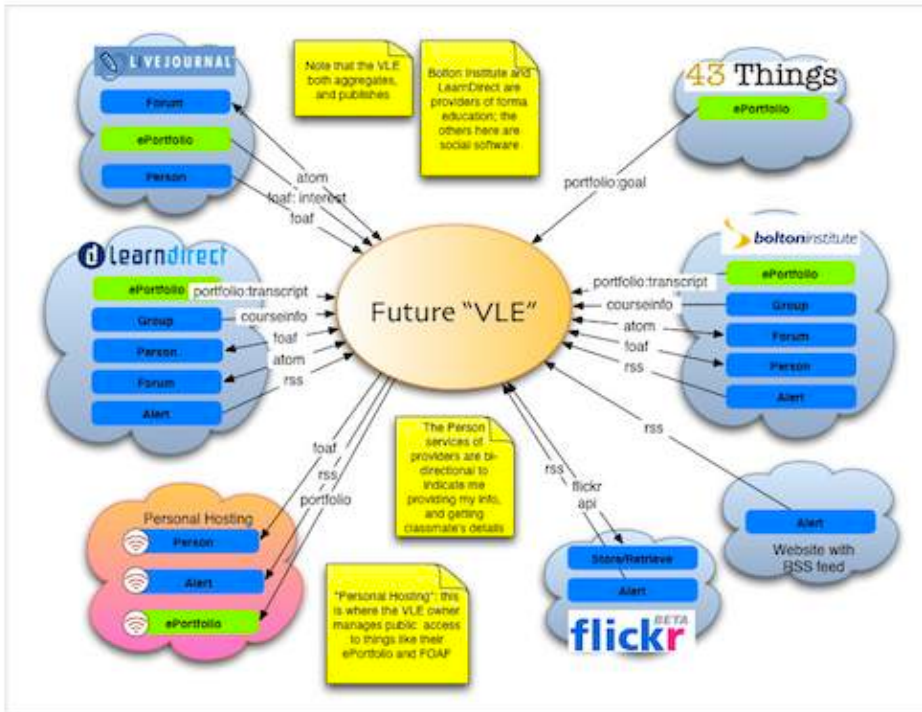 LIVEJOURNAL
Forum
ePortfolio
Person
atom
foaf: interest
foaf
Note that the VLE
both aggregates,
and publishes
Bolton Institute and
LearnDirect are
providers of forma
education; the
others here are
social software
43 Things
ePortfolio
portfolio:goal
learndirect
ePortfolio
Group
Person
Forum
Alert
portfolio:transcript
courseinfo
foaf
atom
rss
Future "VLE"
boltoninstitute
ePortfolio
Group
Forum
Person
Alert
portfolio:transcript
courseinfo
atom
foaf
rss
foaf
rss
portfolio
Personal Hosting
Person
Alert
ePortfolio
The Person
services of
providers are bi-
directional to
indicate me
providing my info,
and getting
classmate's details
"Personal Hosting": this
is where the VLE owner
manages public access
to things like their
ePortfolio and FOAF
rss
flickr
api
Store/Retrieve
Alert
BETA
flickr
rss
Alert
Website with
RSS feed